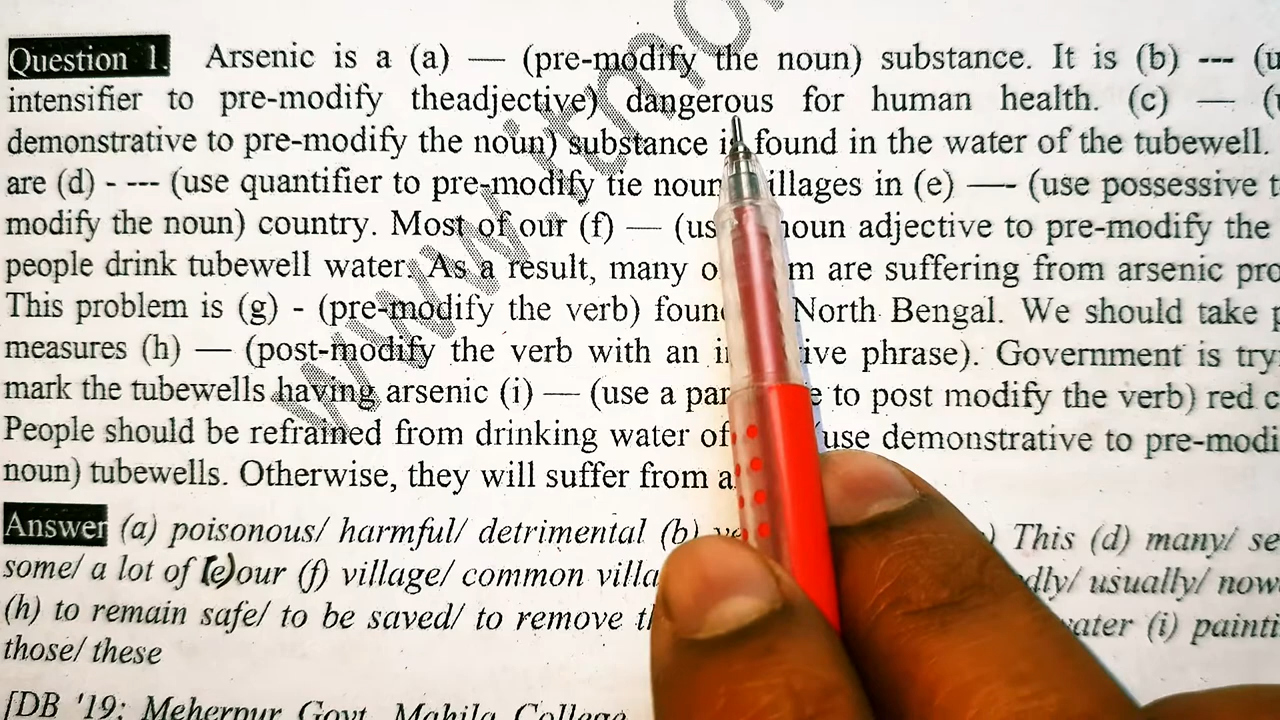 Question 1. Arsenic is a (a) — (pre-modify the noun) substance. It is (b) --- (u
intensifier to pre-modify theadjective) dangerous for human health. (c) — (
demonstrative to pre-modify the noun) substance is found in the water of the tubewell.
are (d) - --- (use quantifier to pre-modify tie noun illages in (e) —- (use possessive t
modify the noun) country. Most of our (f) — (us noun adjective to pre-modify the
people drink tubewell water. As a result, many o m are suffering from arsenic pro
This problem is (g) - (pre-modify the verb) foun North Bengal. We should take p
measures (h) — (post-modify the verb with an i ive phrase). Government is try
mark the tubewells having arsenic (i) — (use a par e to post modify the verb) red c
People should be refrained from drinking water of (use demonstrative to pre-modi
noun) tubewells. Otherwise, they will suffer from a
Answer (a) poisonous/ harmful/ detrimental (b) ve ) This (d) many/ se
some/ a lot of (e) our (f) village/ common villa dly/ usually/ now
(h) to remain safe/ to be saved/ to remove th ater (i) painti
those/ these
[DB '19; Meherpur Govt. Mahila College